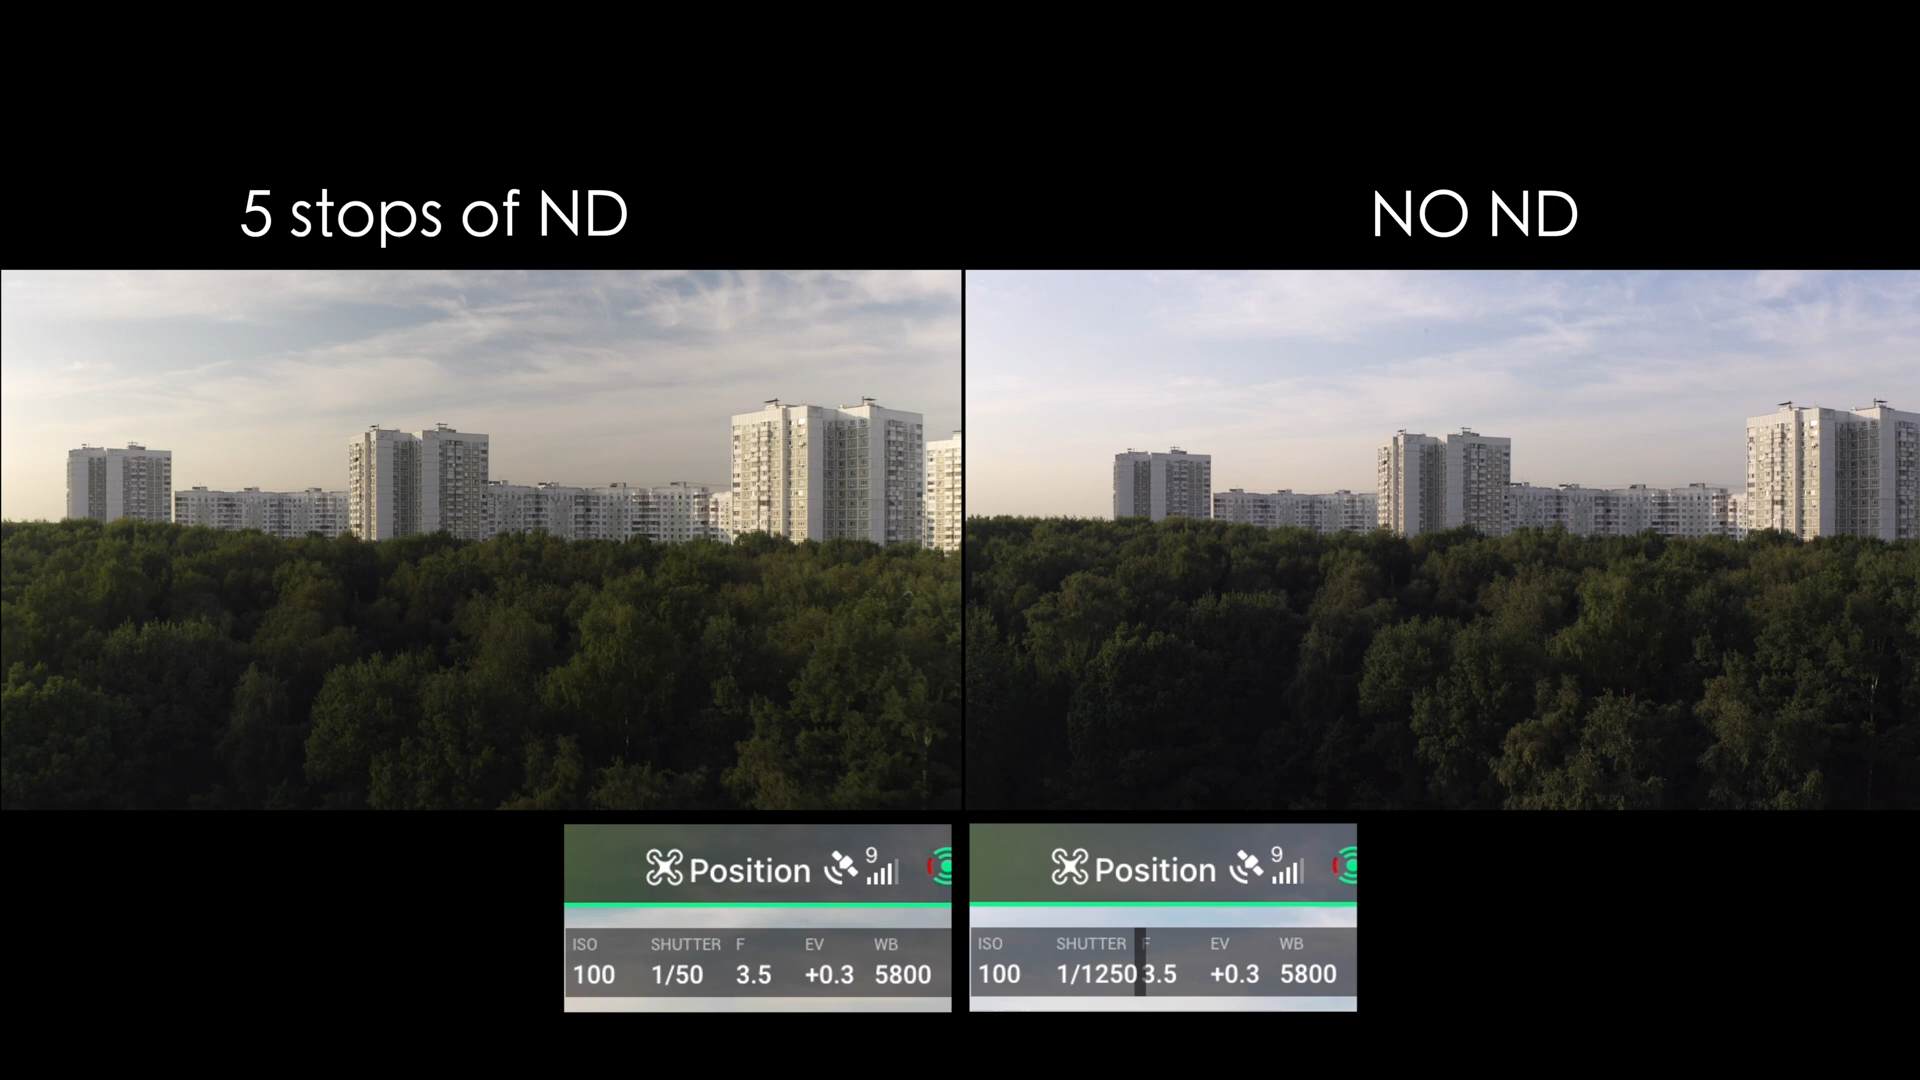 5 stops of ND
NO ND
Position 9
ISO SHUTTER F EV WB
100 1/50 3.5 +0.3 5800
Position 9
ISO SHUTTER F EV WB
100 1/1250 3.5 +0.3 5800